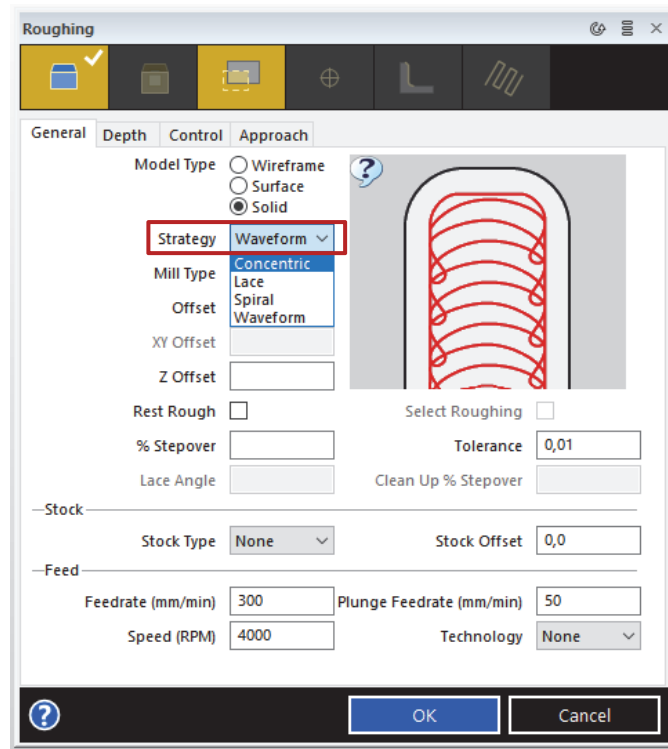 Roughing
General Depth Control Approach
Model Type Wireframe
Surface
Solid
Strategy Waveform
Concentric
Lace
Spiral
Waveform
Mill Type
Offset
XY Offset
Z Offset
Rest Rough Select Roughing
% Stepover Tolerance 0,01
Lace Angle Clean Up % Stepover
Stock
Stock Type None Stock Offset 0,0
Feed
Feedrate (mm/min) 300 Plunge Feedrate (mm/min) 50
Speed (RPM) 4000 Technology None
? OK Cancel